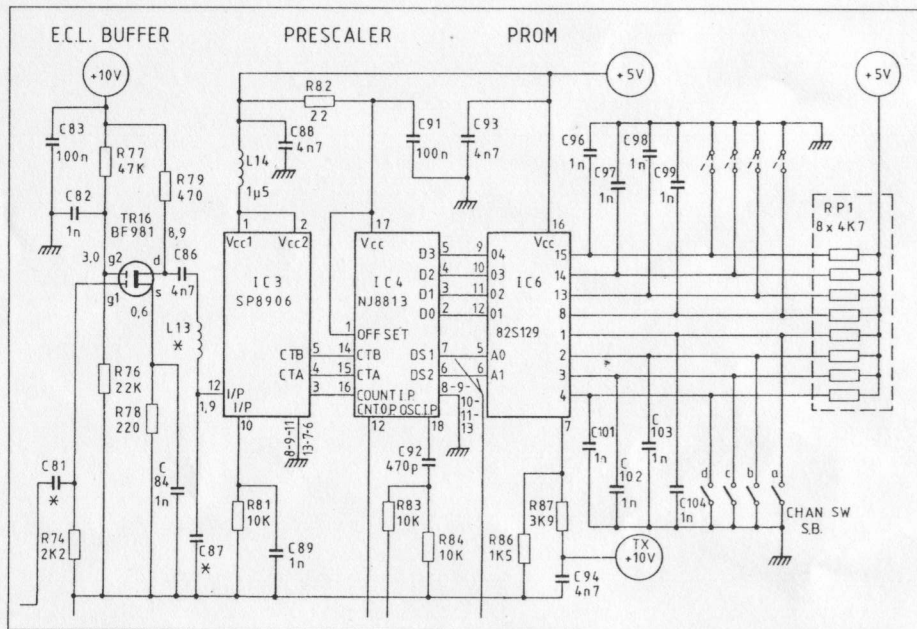 E.C.L. BUFFER
PRESCALER
PROM
+10V
+5V
+5V
R82
22
C83
100n
R77
47K
R79
470
C88
4n7
C91
100n
C93
4n7
C96
1n
C98
1n
C97
1n
C99
1n
L14
1µ5
C82
1n
TR16
BF981
8,9
C86
4n7
3,0
g2
d
g1
s
0,6
L13
*
1
2
Vcc1
Vcc2
IC3
SP8906
CTB
5
CTA
4
3
12
I/P
1,9
I/P
10
8-9-11
13-7-6
17
Vcc
IC4
NJ8813
1
OFFSET
14
CTB
15
CTA
16
COUNTI.P.
CNTOP.OSCIP
12
18
D3
5
D2
4
D1
3
D0
2
DS1
7
DS2
6
8-9-
10-
11-
13
16
Vcc
IC6
82S129
9
04
10
03
11
02
12
01
5
A0
6
A1
7
15
14
13
8
1
2
3
4
RP1
8x4K7
R76
22K
R78
220
C81
*
C
84
1n
R74
2K2
C87
*
R81
10K
C89
1n
C92
470p
R83
10K
R84
10K
R86
1K5
R87
3K9
TX
+10V
C94
4n7
C101
1n
C
102
1n
C
103
1n
C104
1n
d
c
b
a
CHAN SW
S.B.